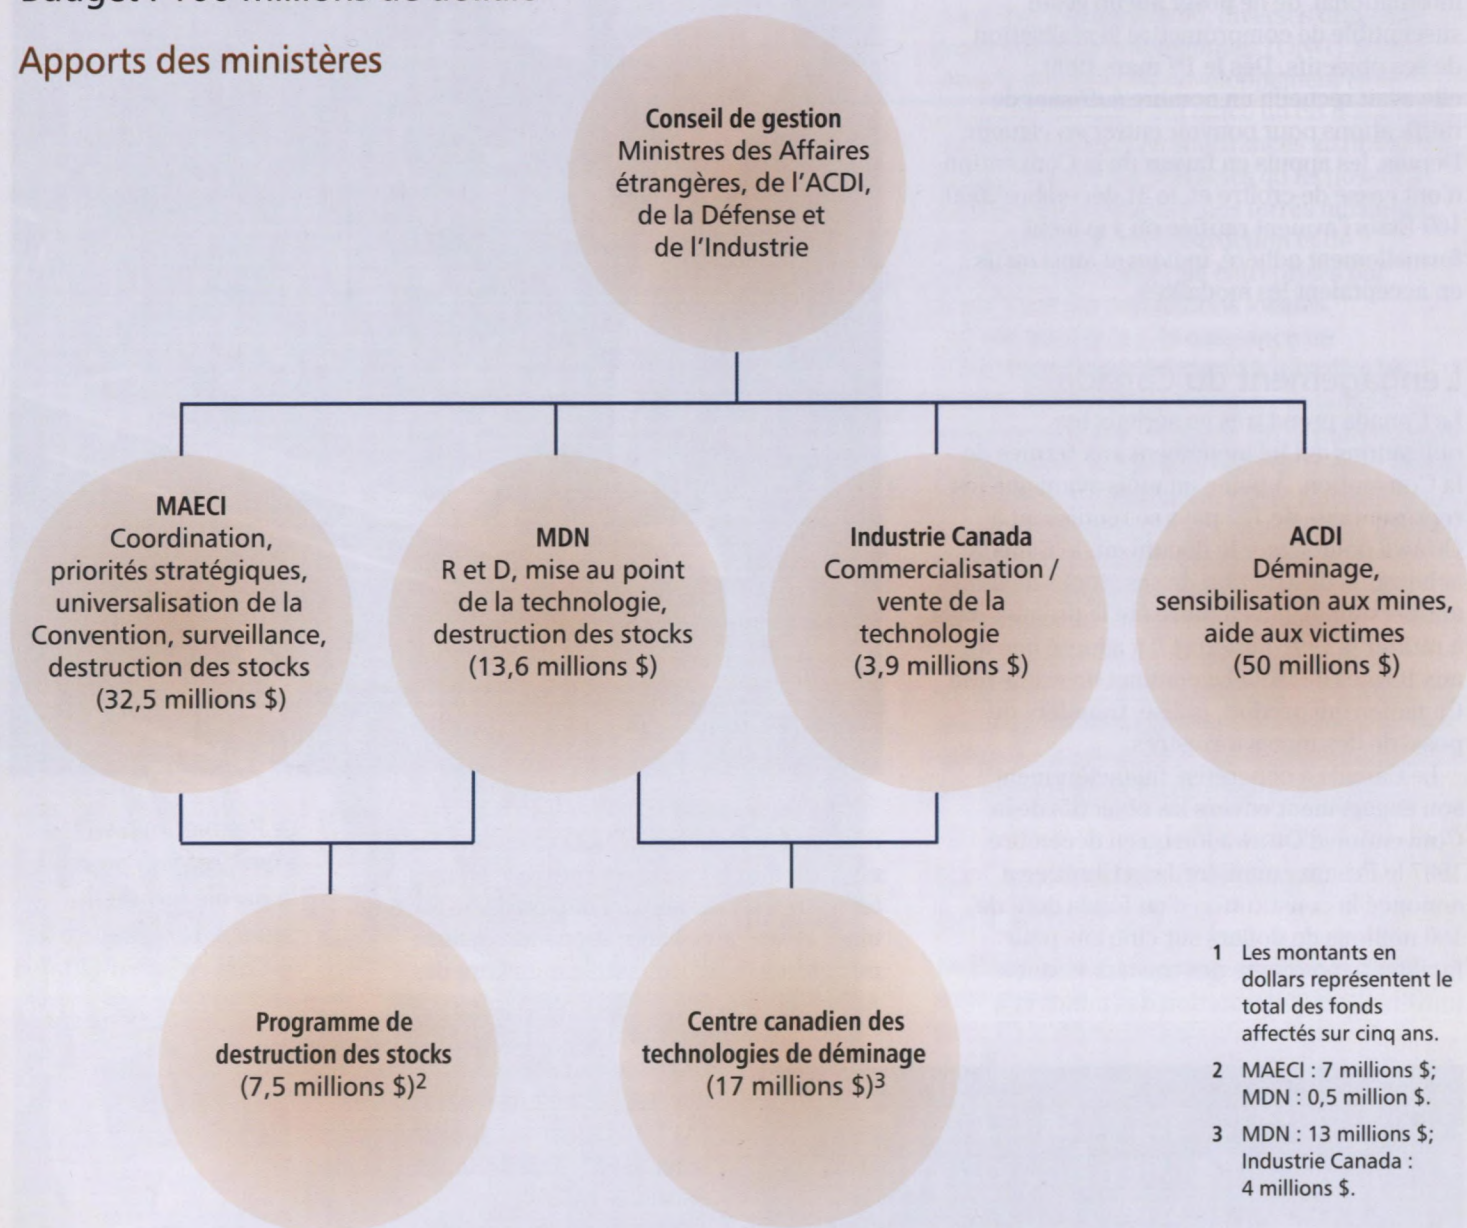 Apports des ministères
Conseil de gestion
Ministres des Affaires
étrangères, de l'ACDI,
de la Défense et
de l'Industrie
MAECI
Coordination,
priorités stratégiques,
universalisation de la
Convention, surveillance,
destruction des stocks
(32,5 millions $)
MDN
R et D, mise au point
de la technologie,
destruction des stocks
(13,6 millions $)
Industrie Canada
Commercialisation /
vente de la
technologie
(3,9 millions $)
ACDI
Déminage,
sensibilisation aux mines,
aide aux victimes
(50 millions $)
Programme de
destruction des stocks
(7,5 millions $)2
Centre canadien des
technologies de déminage
(17 millions $)3
1 Les montants en
dollars représentent le
total des fonds
affectés sur cinq ans.
2 MAECI : 7 millions $;
MDN : 0,5 million $.
3 MDN : 13 millions $;
Industrie Canada :
4 millions $.